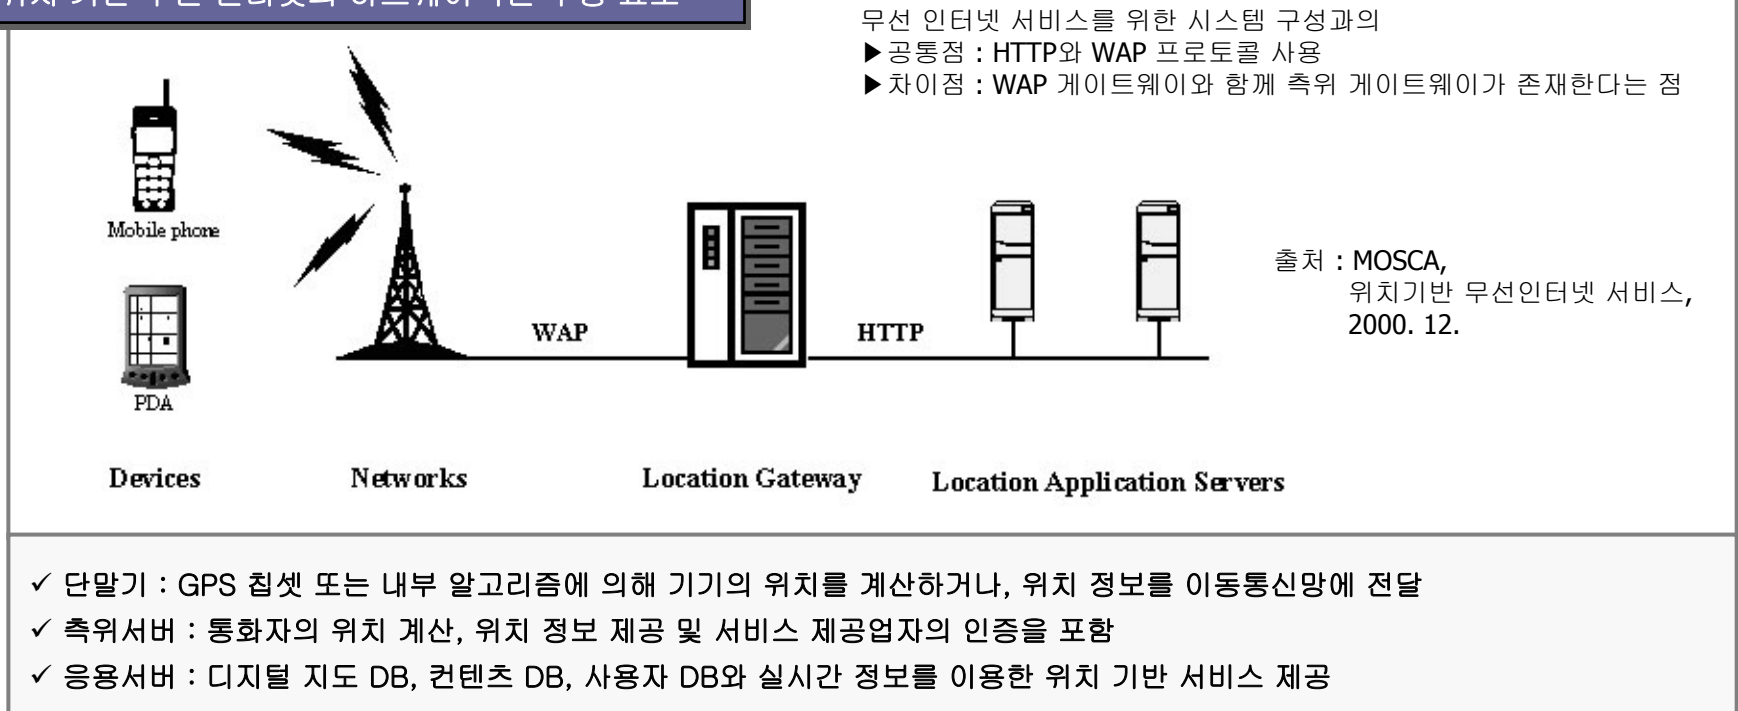 무선 인터넷 서비스를 위한 시스템 구성과의
▶공통점 : HTTP와 WAP 프로토콜 사용
▶차이점 : WAP 게이트웨이와 함께 측위 게이트웨이가 존재한다는 점
Mobile phone
PDA
WAP
HTTP
출처 : MOSCA,
위치기반 무선인터넷 서비스,
2000. 12.
Devices
Networks
Location Gateway
Location Application Servers
✓ 단말기 : GPS 칩셋 또는 내부 알고리즘에 의해 기기의 위치를 계산하거나, 위치 정보를 이동통신망에 전달
✓ 측위서버 : 통화자의 위치 계산, 위치 정보 제공 및 서비스 제공업자의 인증을 포함
✓ 응용서버 : 디지털 지도 DB, 컨텐츠 DB, 사용자 DB와 실시간 정보를 이용한 위치 기반 서비스 제공